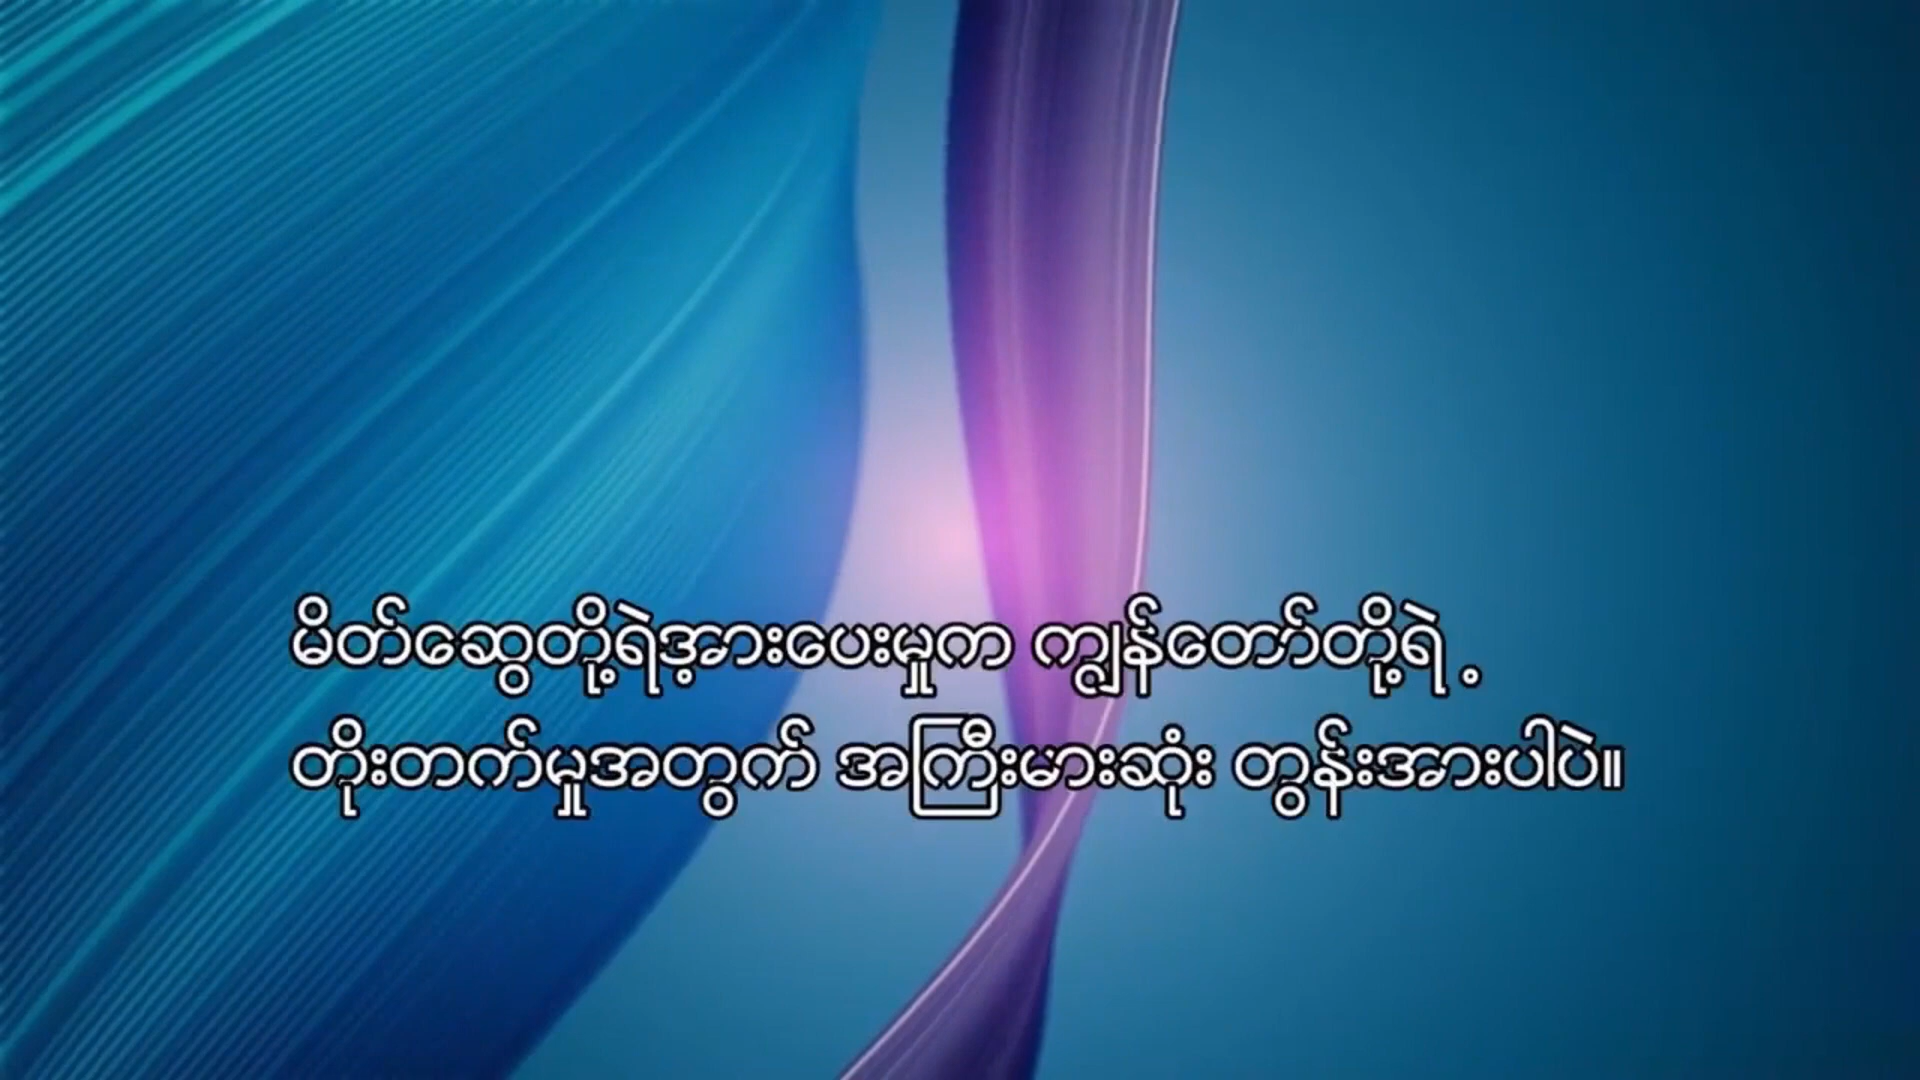 မိတ်ဆွေတို့ရဲ့အားပေးမှုက ကျွန်တော်တို့ရဲ့
တိုးတက်မှုအတွက် အကြီးမားဆုံး တွန်းအားပါပဲ။